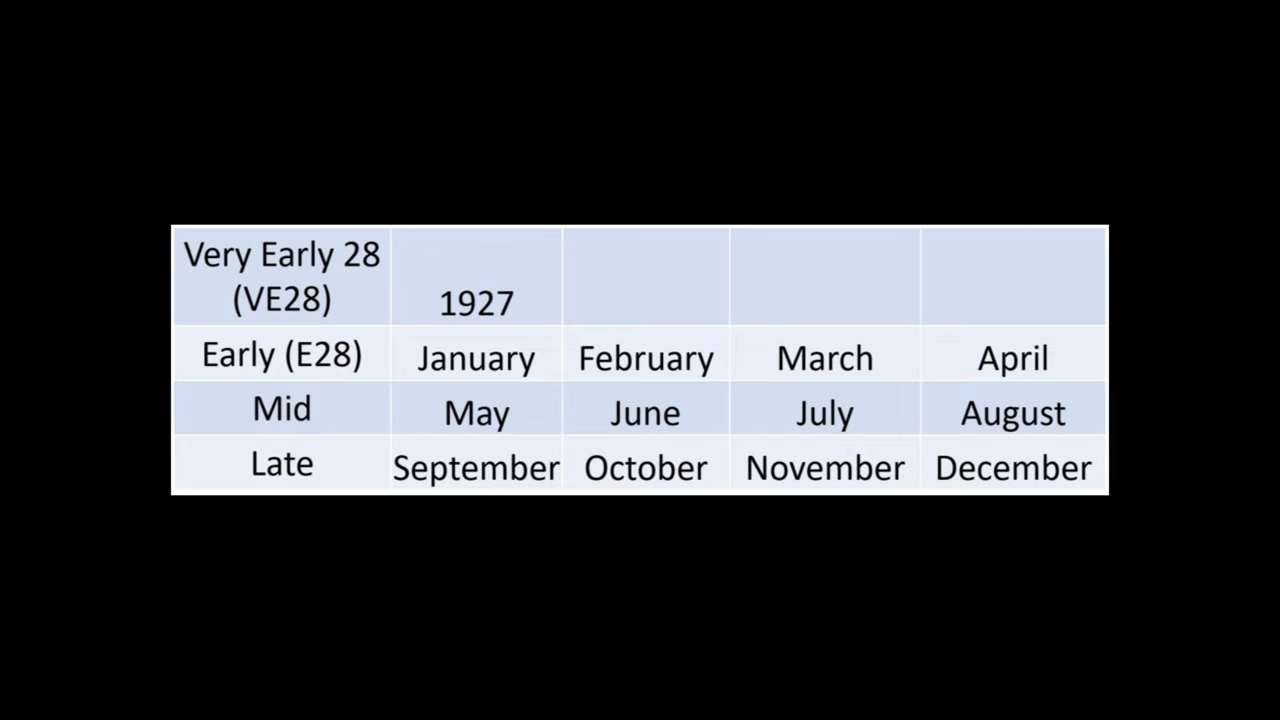 Very Early 28
(VE28) 1927
Early (E28) January February March April
Mid May June July August
Late September October November December